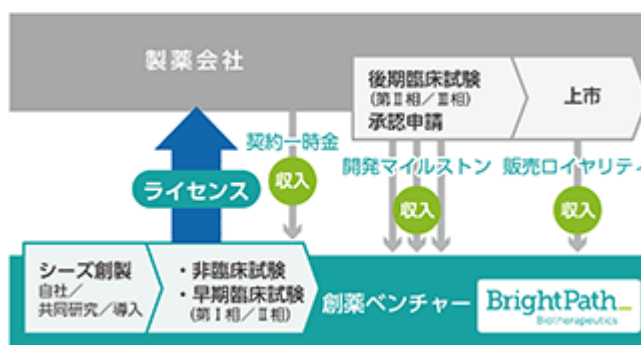 製薬会社
後期臨床試験
(第Ⅱ相/Ⅲ相)
承認申請
上市
契約一時金
開発マイルストン
販売ロイヤリティ
収入
収入
収入
ライセンス
シーズ創製
自社/
共同研究/導入
・非臨床試験
・早期臨床試験
(第Ⅰ相/Ⅱ相)
創薬ベンチャー
BrightPath
Biotherapeutics